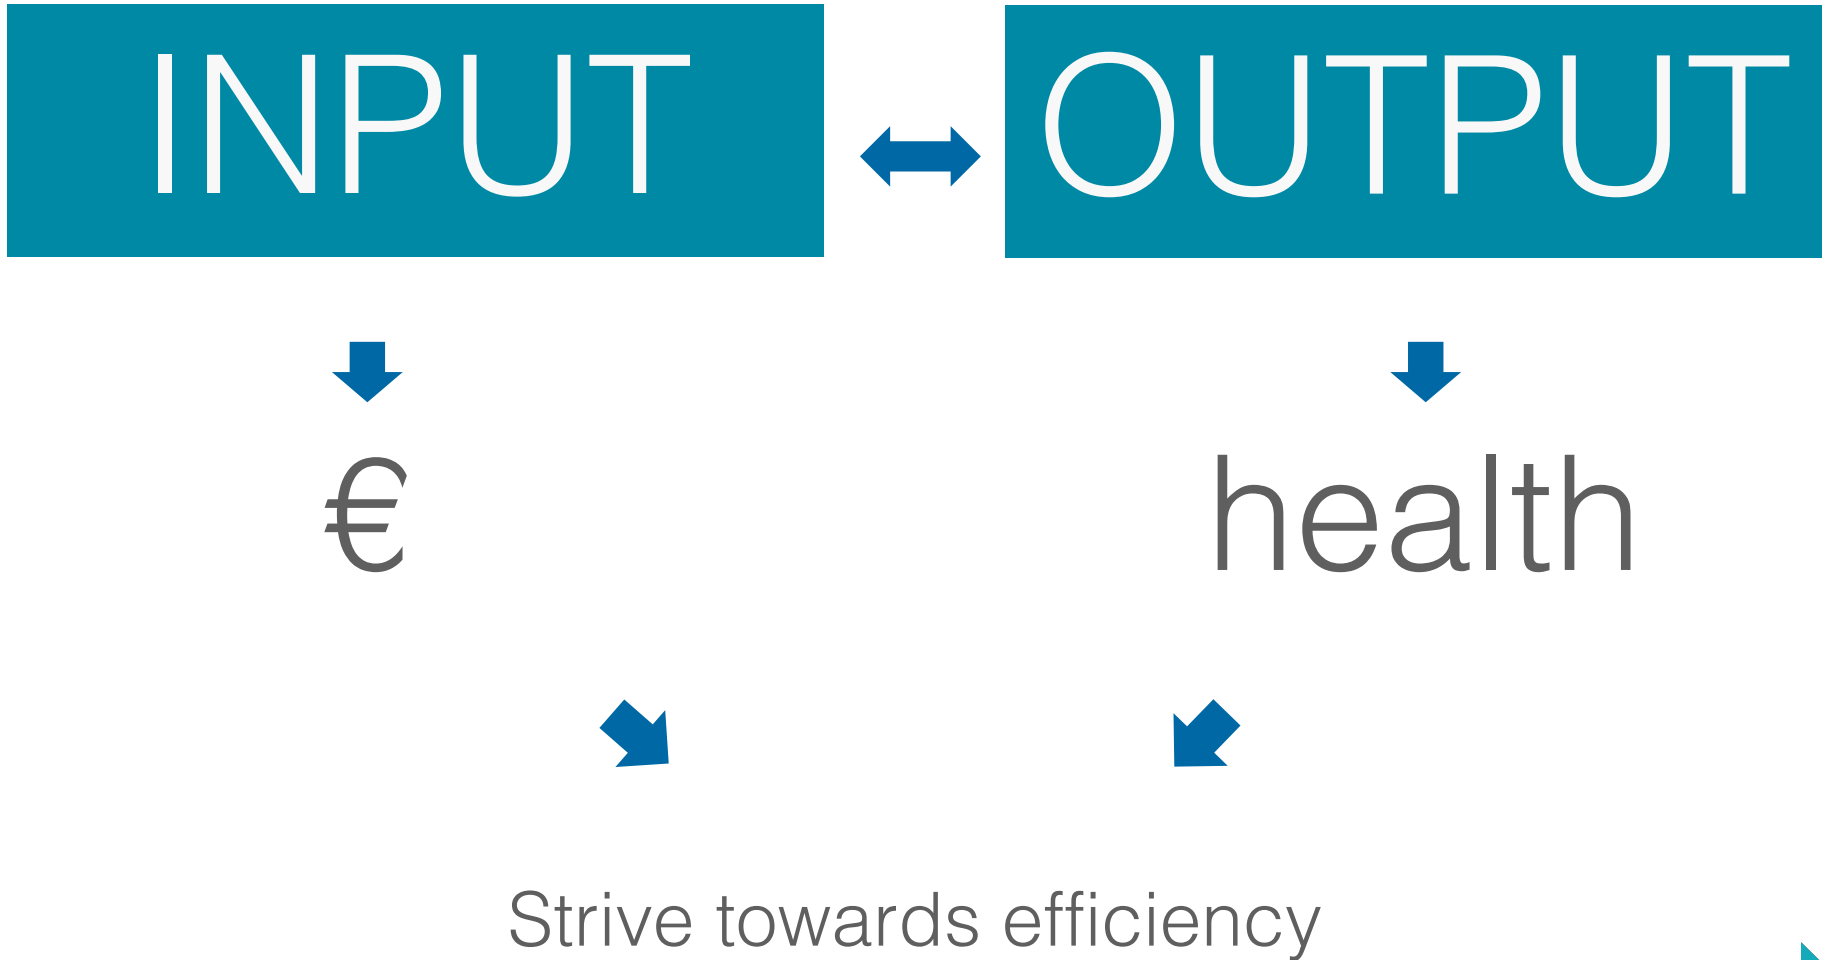 INPUT
OUTPUT
€
health
Strive towards efficiency